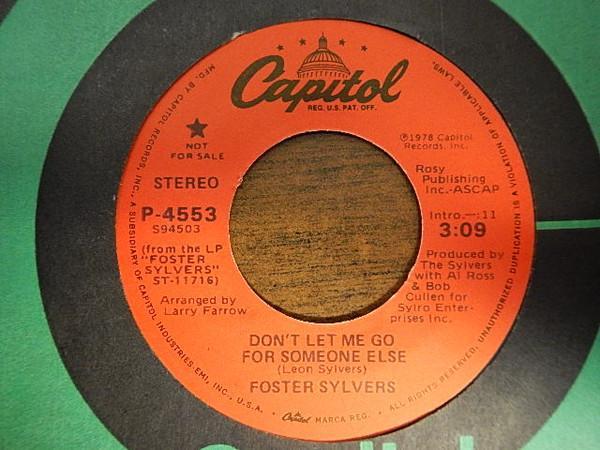 Capitol
REG. U.S. PAT. OFF.
MFG. BY CAPITOL RECORDS, INC., A SUBSIDIARY OF CAPITOL INDUSTRIES-EMI, INC., U.S.A. • Capitol MARCA REG. • ALL RIGHTS RESERVED. UNAUTHORIZED DUPLICATION IS A VIOLATION OF APPLICABLE LAWS.
NOT
FOR SALE
STEREO
P-4553
S94503
(from the LP
"FOSTER
SYLVERS"
ST-11716)
Arranged by
Larry Farrow
℗1978 Capitol
Records, Inc.
Rosy
Publishing
Inc.-ASCAP
Intro.—:11
3:09
Produced by
The Sylvers
with Al Ross
& Bob
Cullen for
Sylro Enter-
prises Inc.
DON'T LET ME GO
FOR SOMEONE ELSE
(Leon Sylvers)
FOSTER SYLVERS